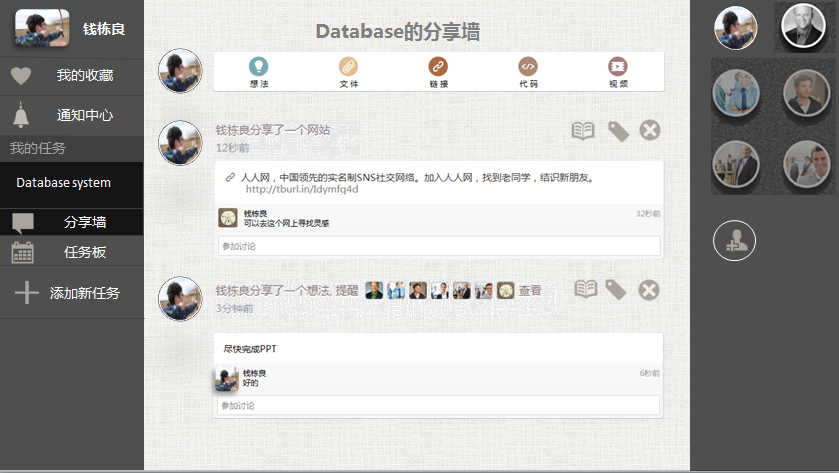 钱栋良
我的收藏
通知中心
我的任务
Database system
分享墙
任务板
添加新任务
Database的分享墙
想法
文件
链接
代码
视频
钱栋良分享了一个网站
12秒前
人人网，中国领先的实名制SNS社交网络。加入人人网，找到老同学，结识新朋友。
http://tburl.in/ldymfq4d
钱栋良
32秒前
可以去这个网上寻找灵感
参加讨论
钱栋良分享了一个想法, 提醒 查看
3分钟前
尽快完成PPT
钱栋良
6秒前
好的
参加讨论